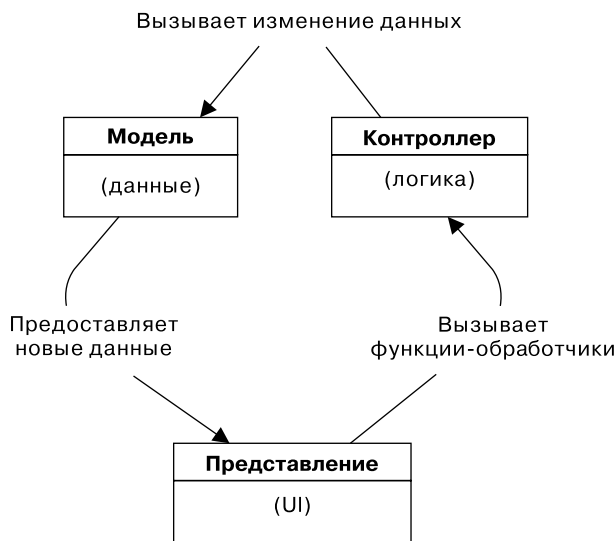 Вызывает изменение данных
Модель
(данные)
Контроллер
(логика)
Предоставляет
новые данные
Вызывает
функции-обработчики
Представление
(UI)